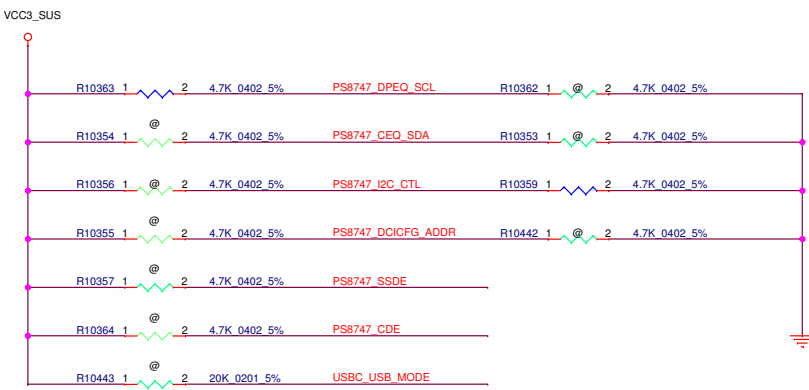 VCC3_SUS
R10363 1 2 4.7K_0402_5% PS8747_DPEQ_SCL R10362 1 @ 2 4.7K_0402_5%
@
R10354 1 2 4.7K_0402_5% PS8747_CEQ_SDA R10353 1 @ 2 4.7K_0402_5%
R10356 1 @ 2 4.7K_0402_5% PS8747_I2C_CTL R10359 1 2 4.7K_0402_5%
@
R10355 1 2 4.7K_0402_5% PS8747_DCICFG_ADDR R10442 1 @ 2 4.7K_0402_5%
@
R10357 1 2 4.7K_0402_5% PS8747_SSDE
@
R10364 1 2 4.7K_0402_5% PS8747_CDE
@
R10443 1 2 20K_0201_5% USBC_USB_MODE